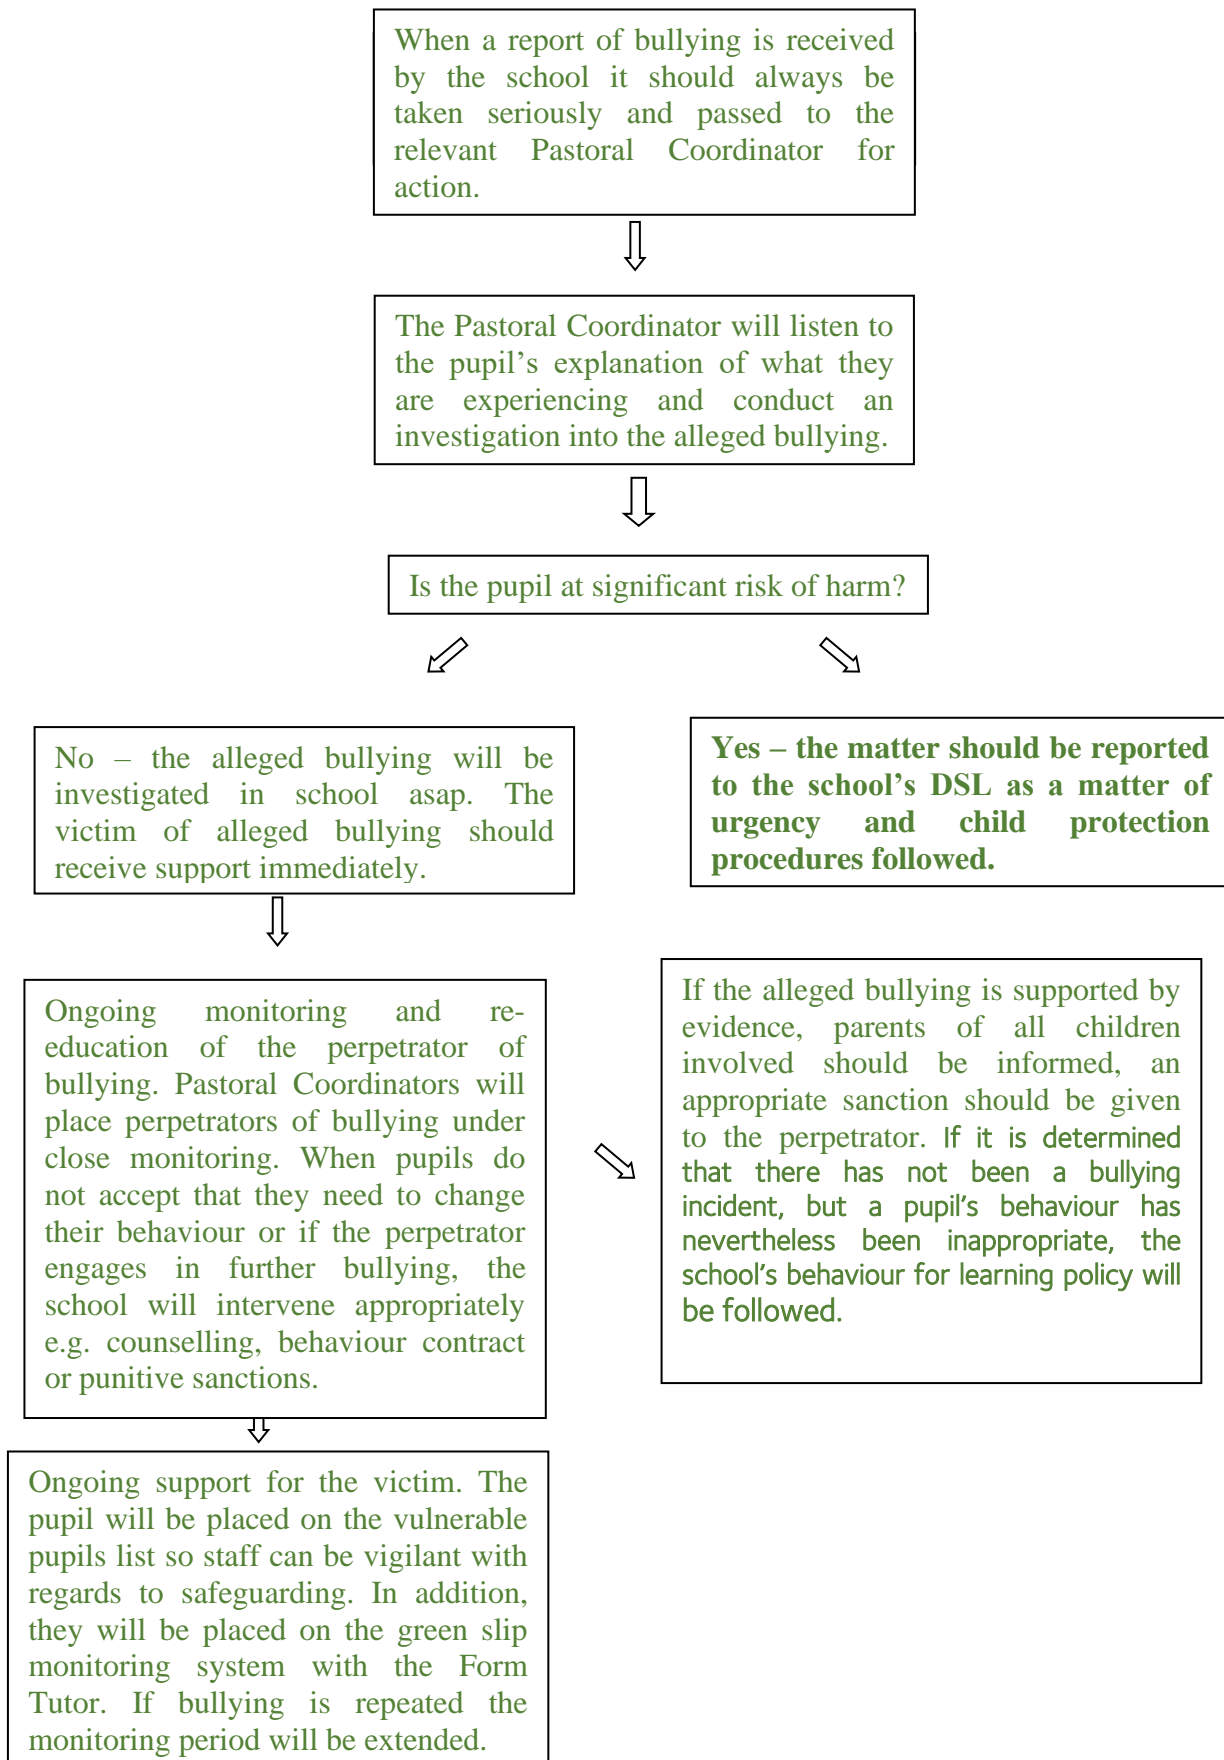 When a report of bullying is received
by the school it should always be
taken seriously and passed to the
relevant Pastoral Coordinator for
action.
The Pastoral Coordinator will listen to
the pupil’s explanation of what they
are experiencing and conduct an
investigation into the alleged bullying.
Is the pupil at significant risk of harm?
No – the alleged bullying will be
investigated in school asap. The
victim of alleged bullying should
receive support immediately.
Yes – the matter should be reported
to the school’s DSL as a matter of
urgency and child protection
procedures followed.
Ongoing monitoring and re-
education of the perpetrator of
bullying. Pastoral Coordinators will
place perpetrators of bullying under
close monitoring. When pupils do
not accept that they need to change
their behaviour or if the perpetrator
engages in further bullying, the
school will intervene appropriately
e.g. counselling, behaviour contract
or punitive sanctions.
If the alleged bullying is supported by
evidence, parents of all children
involved should be informed, an
appropriate sanction should be given
to the perpetrator. If it is determined
that there has not been a bullying
incident, but a pupil’s behaviour has
nevertheless been inappropriate, the
school’s behaviour for learning policy will
be followed.
Ongoing support for the victim. The
pupil will be placed on the vulnerable
pupils list so staff can be vigilant with
regards to safeguarding. In addition,
they will be placed on the green slip
monitoring system with the Form
Tutor. If bullying is repeated the
monitoring period will be extended.